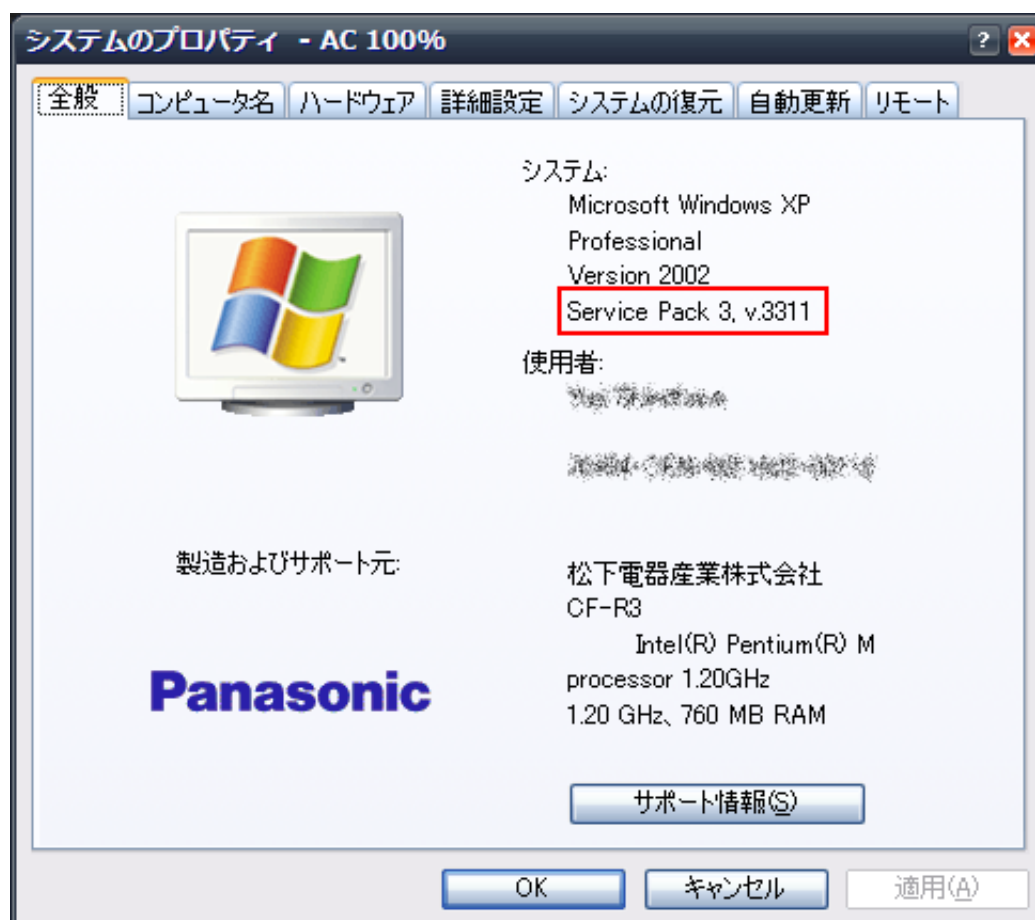 システムのプロパティ - AC 100%
全般 コンピュータ名 ハードウェア 詳細設定 システムの復元 自動更新 リモート
システム:
Microsoft Windows XP
Professional
Version 2002
Service Pack 3, v.3311
使用者:
製造およびサポート元:
松下電器産業株式会社
CF-R3
Intel(R) Pentium(R) M
processor 1.20GHz
1.20 GHz、760 MB RAM
Panasonic
サポート情報(S)
OK キャンセル 適用(A)